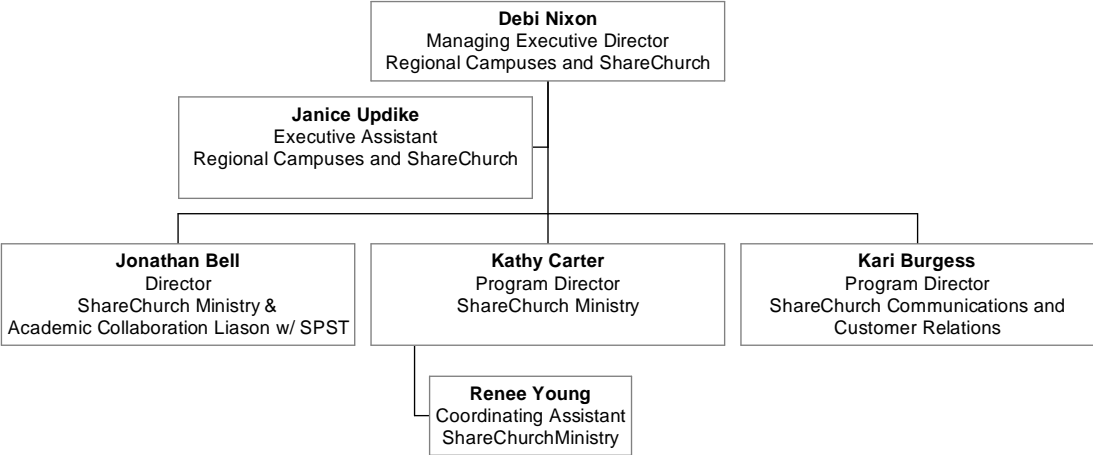 Debi Nixon
Managing Executive Director
Regional Campuses and ShareChurch
Janice Updike
Executive Assistant
Regional Campuses and ShareChurch
Jonathan Bell
Director
ShareChurch Ministry &
Academic Collaboration Liason w/ SPST
Kathy Carter
Program Director
ShareChurch Ministry
Kari Burgess
Program Director
ShareChurch Communications and
Customer Relations
Renee Young
Coordinating Assistant
ShareChurchMinistry